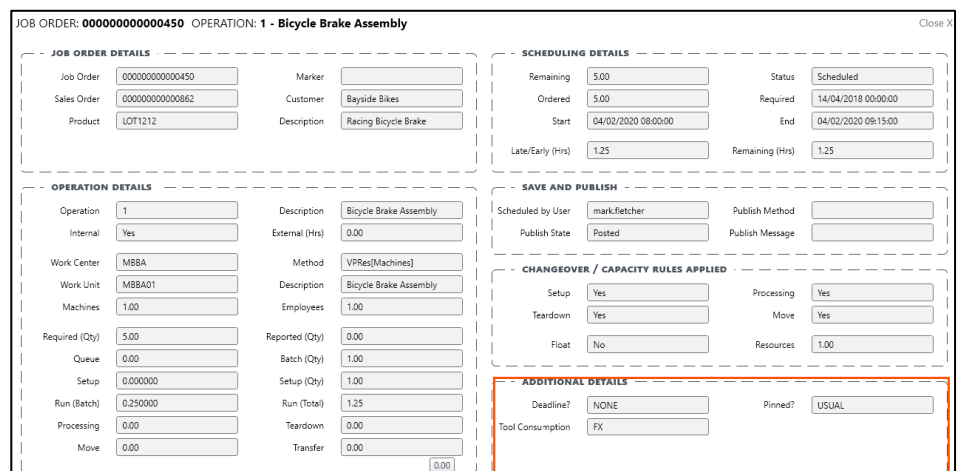 JOB ORDER: 000000000000450 OPERATION: 1 - Bicycle Brake Assembly Close X
JOB ORDER DETAILS
Job Order 000000000000450 Marker
Sales Order 000000000000862 Customer Bayside Bikes
Product LOT1212 Description Racing Bicycle Brake
SCHEDULING DETAILS
Remaining 5.00 Status Scheduled
Ordered 5.00 Required 14/04/2018 00:00:00
Start 04/02/2020 08:00:00 End 04/02/2020 09:15:00
Late/Early (Hrs) 1.25 Remaining (Hrs) 1.25
OPERATION DETAILS
Operation 1 Description Bicycle Brake Assembly
Internal Yes External (Hrs) 0.00
Work Center MBBA Method VPRes[Machines]
Work Unit MBBA01 Description Bicycle Brake Assembly
Machines 1.00 Employees 1.00
Required (Qty) 5.00 Reported (Qty) 0.00
Queue 0.00 Batch (Qty) 1.00
Setup 0.000000 Setup (Qty) 1.00
Run (Batch) 0.250000 Run (Total) 1.25
Processing 0.00 Teardown 0.00
Move 0.00 Transfer 0.00
0.00
SAVE AND PUBLISH
Scheduled by User mark.fletcher Publish Method
Publish State Posted Publish Message
CHANGEOVER / CAPACITY RULES APPLIED
Setup Yes Processing Yes
Teardown Yes Move Yes
Float No Resources 1.00
ADDITIONAL DETAILS
Deadline? NONE Pinned? USUAL
Tool Consumption FX